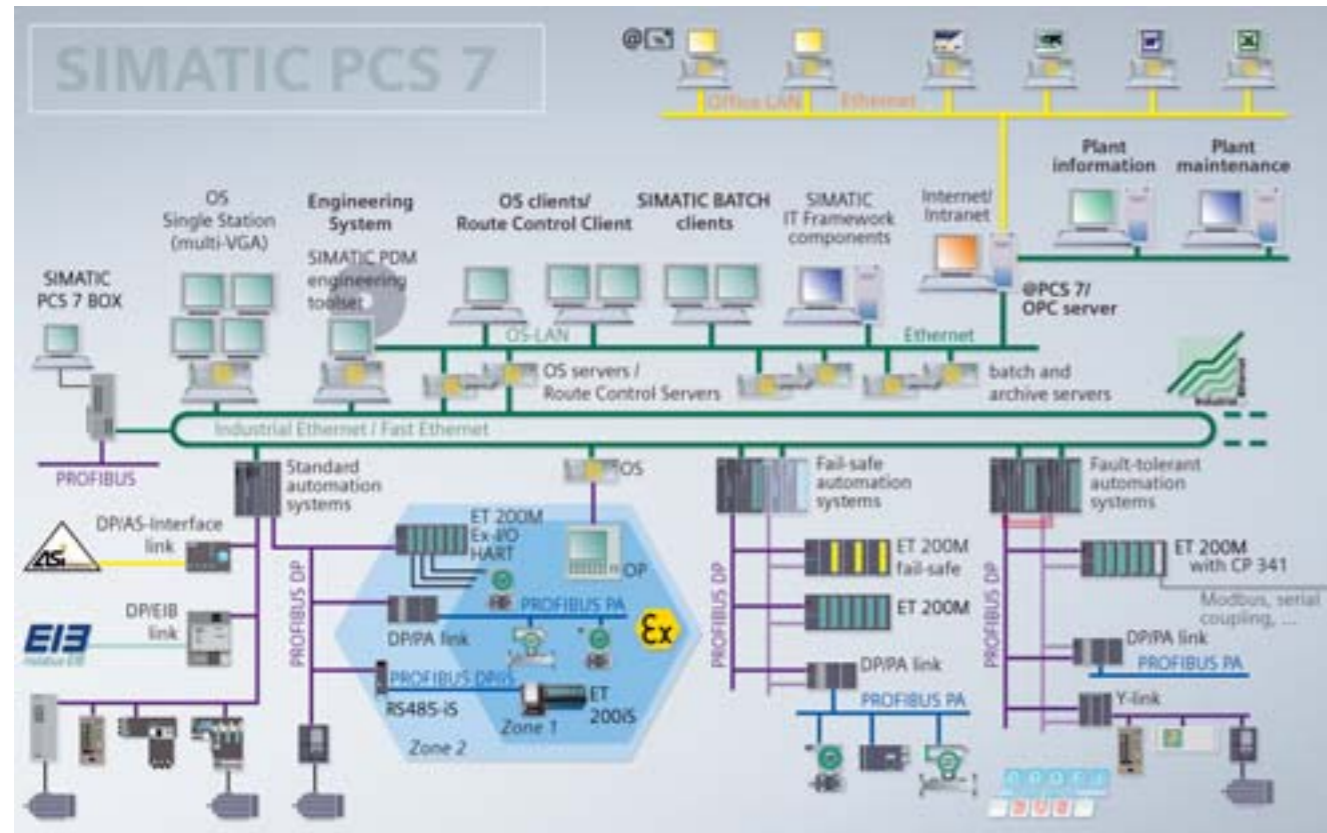 SIMATIC PCS 7
@
Office LAN
Ethernet
Plant
information
Plant
maintenance
OS
Single Station
(multi-VGA)
Engineering
System
SIMATIC PDM
engineering
toolset
OS clients/
Route Control Client
SIMATIC BATCH
clients
SIMATIC
IT Framework
components
Internet/
Intranet
@PCS 7/
OPC server
SIMATIC
PCS 7 BOX
OS-LAN
Ethernet
OS servers /
Route Control Servers
batch and
archive servers
Industrial
Ethernet
Industrial Ethernet / Fast Ethernet
PROFIBUS
Standard
automation
systems
OS
Fail-safe
automation
systems
Fault-tolerant
automation
systems
DP/AS-Interface
link
ASi
DP/EIB
link
EIB
PROFIBUS DP
ET 200M
Ex-I/O
HART
OP
PROFIBUS PA
DP/PA link
Ex
PROFIBUS DP-iS
RS485-iS
ET
200iS
Zone 1
Zone 2
PROFIBUS DP
ET 200M
fail-safe
ET 200M
DP/PA link
PROFIBUS PA
PROFIBUS DP
ET 200M
with CP 341
Modbus, serial
coupling, ...
DP/PA link
PROFIBUS PA
Y-link